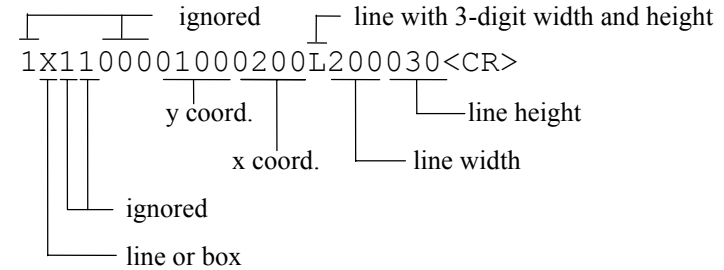 ignored line with 3-digit width and height
1X1100001000200L200030<CR>
y coord. line height
x coord. line width
ignored
line or box